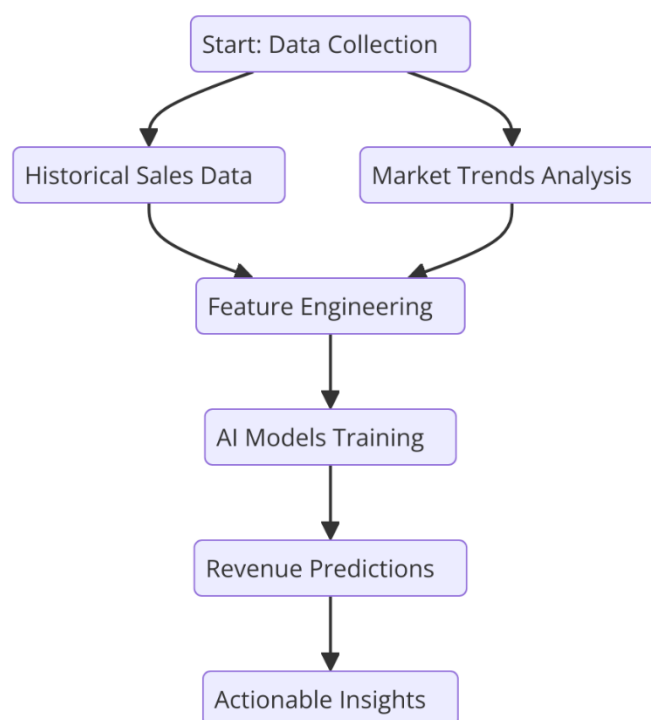 Start: Data Collection
Historical Sales Data
Market Trends Analysis
Feature Engineering
AI Models Training
Revenue Predictions
Actionable Insights